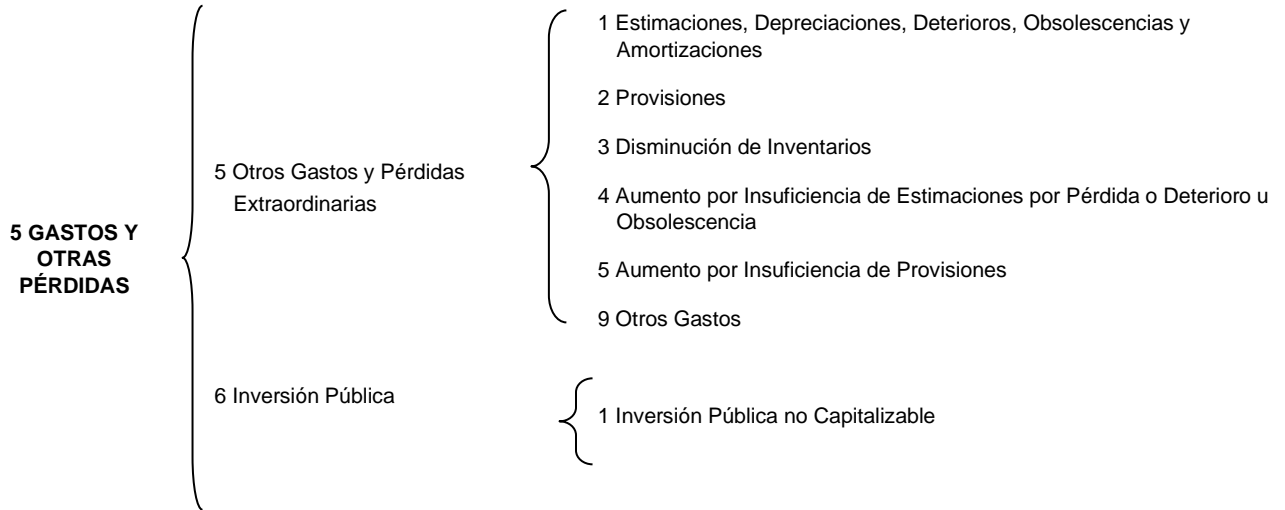 5 GASTOS Y
OTRAS
PÉRDIDAS
5 Otros Gastos y Pérdidas
Extraordinarias
1 Estimaciones, Depreciaciones, Deterioros, Obsolescencias y
Amortizaciones
2 Provisiones
3 Disminución de Inventarios
4 Aumento por Insuficiencia de Estimaciones por Pérdida o Deterioro u
Obsolescencia
5 Aumento por Insuficiencia de Provisiones
9 Otros Gastos
6 Inversión Pública
1 Inversión Pública no Capitalizable